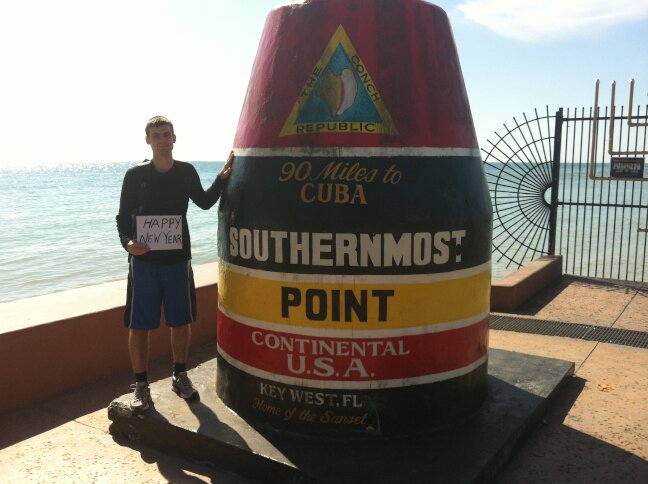 THE CONCH
REPUBLIC
90 Miles to
CUBA
SOUTHERNMOST
POINT
CONTINENTAL
U.S.A.
KEY WEST, FL
Home of the Sunset
HAPPY
NEW YEAR